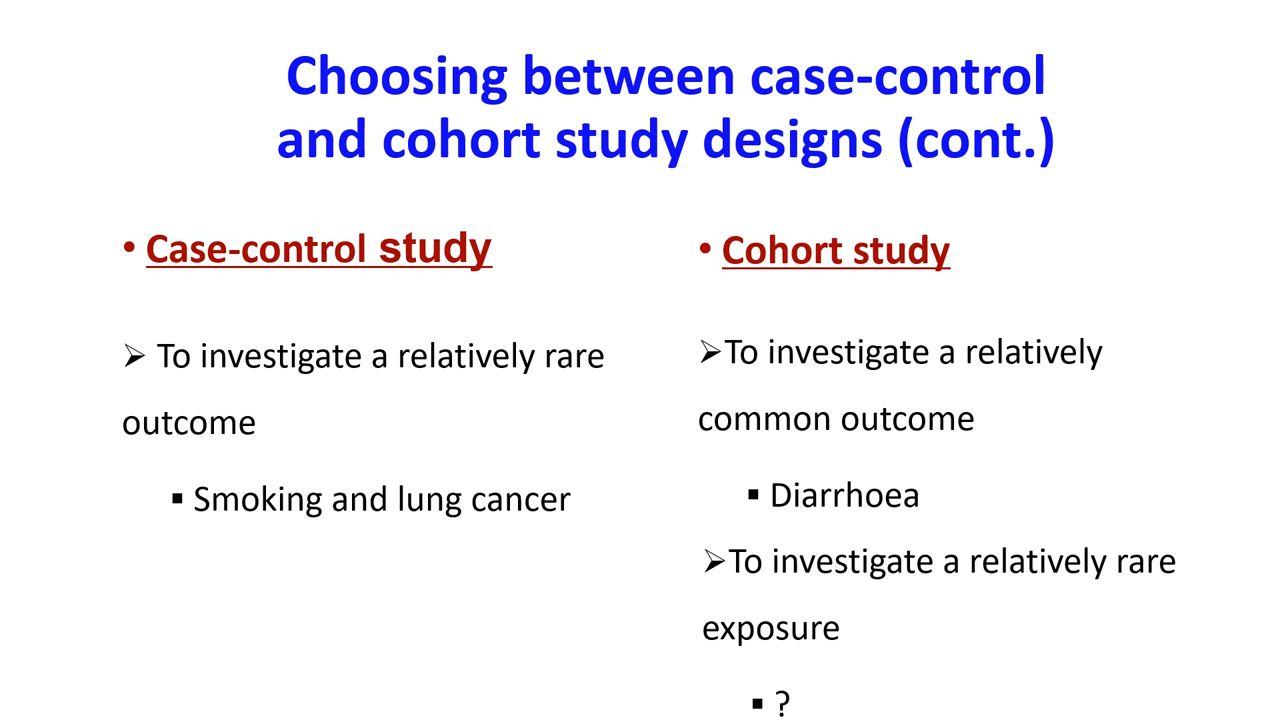 Choosing between case-control
and cohort study designs (cont.)
• Case-control study
➢ To investigate a relatively rare
outcome
▪ Smoking and lung cancer
• Cohort study
➢To investigate a relatively
common outcome
▪ Diarrhoea
➢To investigate a relatively rare
exposure
▪ ?